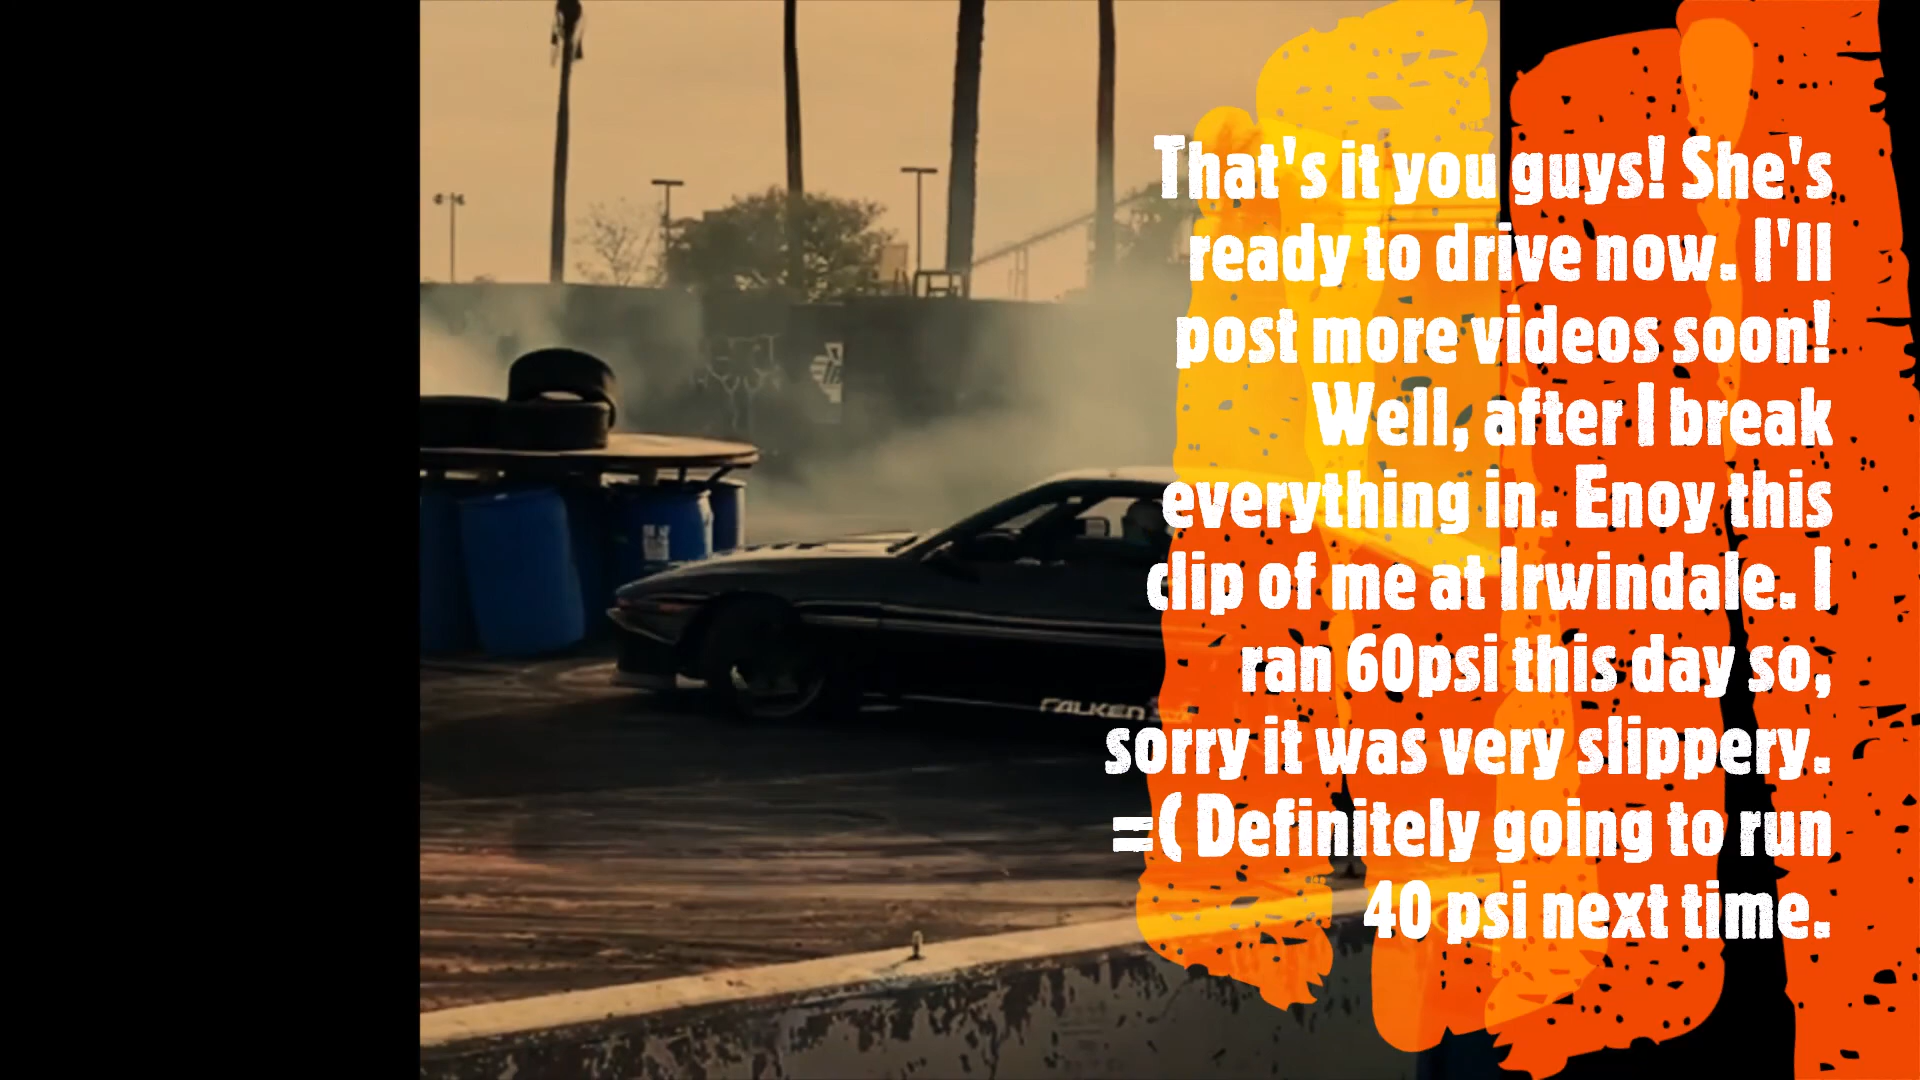 That's it you guys! She's
ready to drive now. I'll
post more videos soon!
Well, after I break
everything in. Enoy this
clip of me at Irwindale. I
ran 60psi this day so,
sorry it was very slippery.
=( Definitely going to run
40 psi next time.
FALKEN